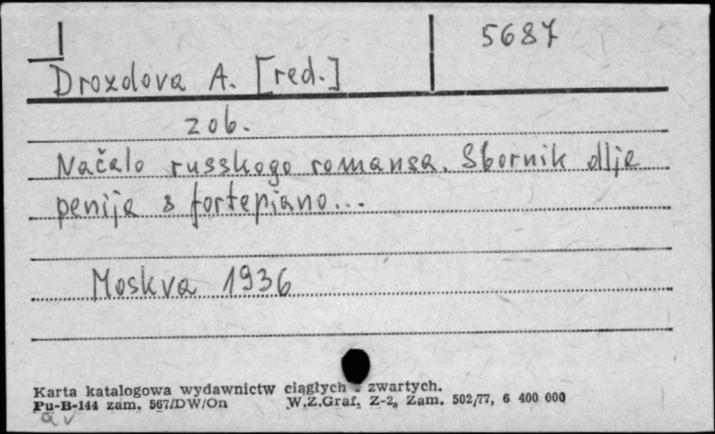 5687
Drozdova A. [red.]
zob.
Načalo russkogo romansa. Sbornik dlja
penija s fortepiano...
Moskva 1936
Karta katalogowa wydawnictw ciągłych - zwartych.
Pu-B-144 zam. 567/DW/On W.Z.Graf. Z-2, Zam. 502/77, 6 400 000